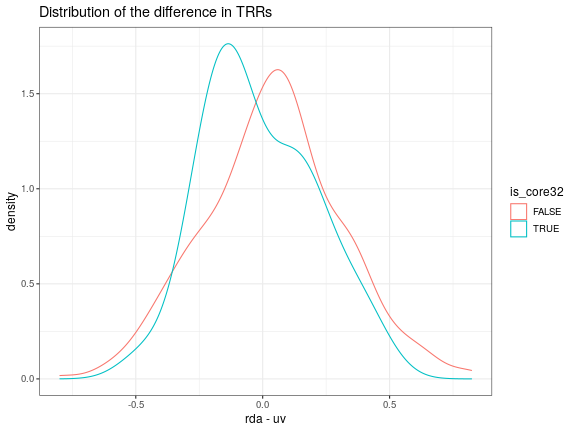 Distribution of the difference in TRRs
density
1.5
1.0
0.5
0.0
-0.5
0.0
0.5
rda - uv
is_core32
FALSE
TRUE